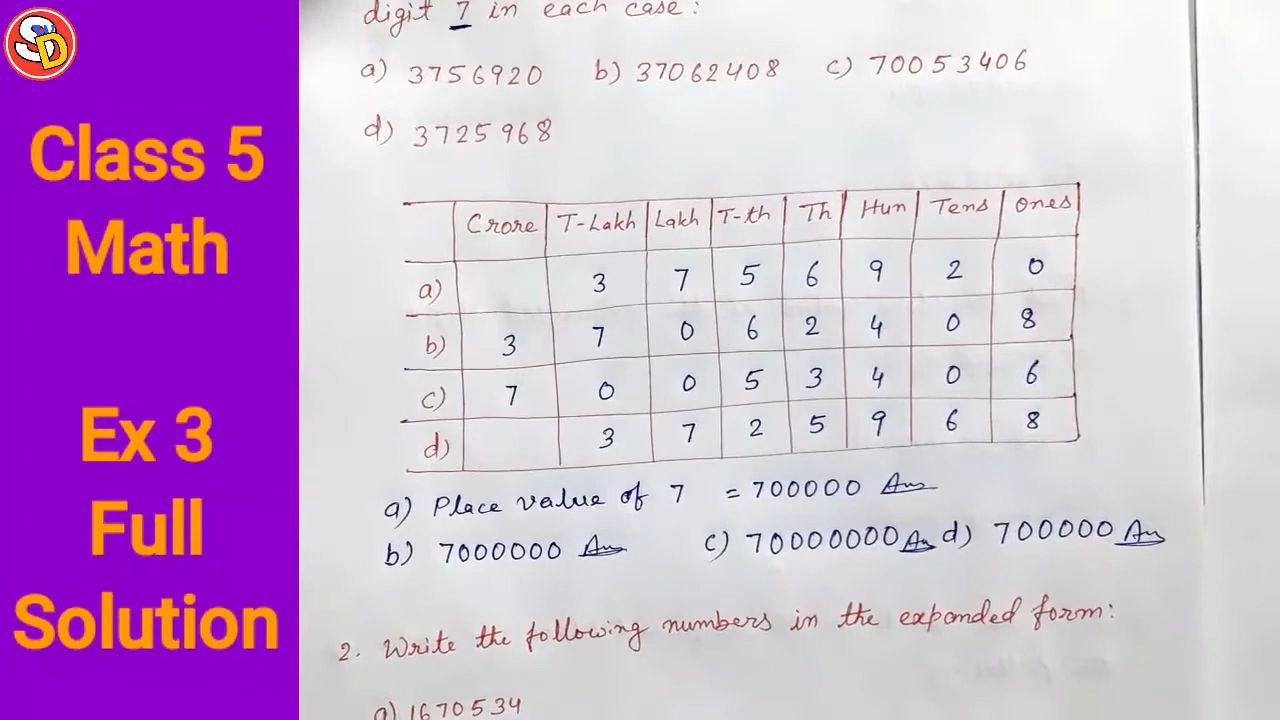 SD
Class 5
Math
Ex 3
Full
Solution
digit 7 in each case:
a) 3756920 b) 37062408 c) 70053406
d) 3725968
Crore T-Lakh Lakh T-th Th Hun Tens Ones
a) 3 7 5 6 9 2 0
b) 3 7 0 6 2 4 0 8
c) 7 0 0 5 3 4 0 6
d) 3 7 2 5 9 6 8
a) Place value of 7 = 700000 Ans
b) 7000000 Ans c) 70000000 An d) 700000 Ans
2. Write the following numbers in the expanded form:
a) 1670534